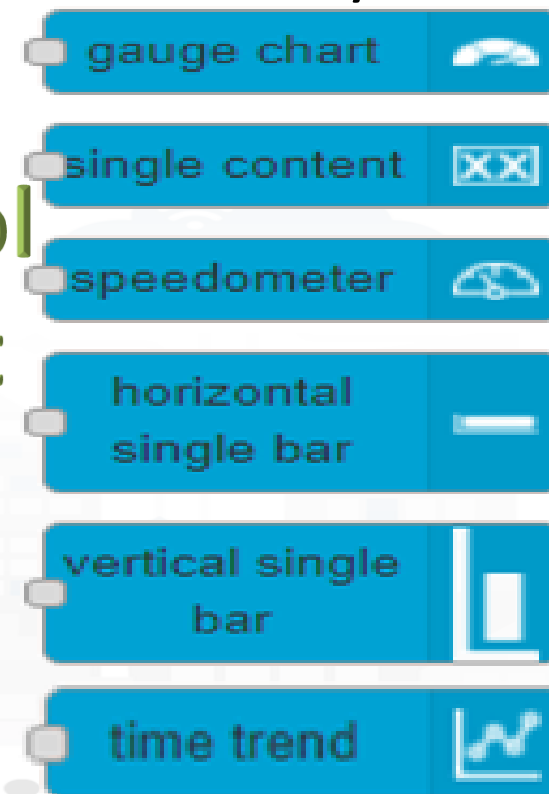 gauge chart
single content
XX
speedometer
horizontal
single bar
vertical single
bar
time trend